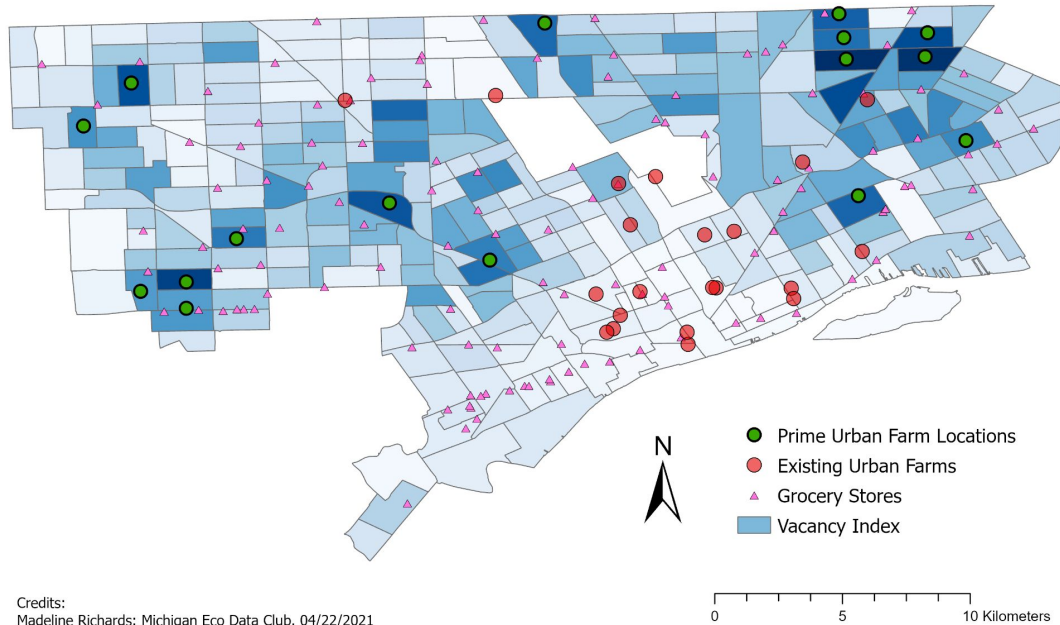 N
Prime Urban Farm Locations
Existing Urban Farms
Grocery Stores
Vacancy Index
Credits:
Madeline Richards; Michigan Eco Data Club, 04/22/2021
0 5 10 Kilometers